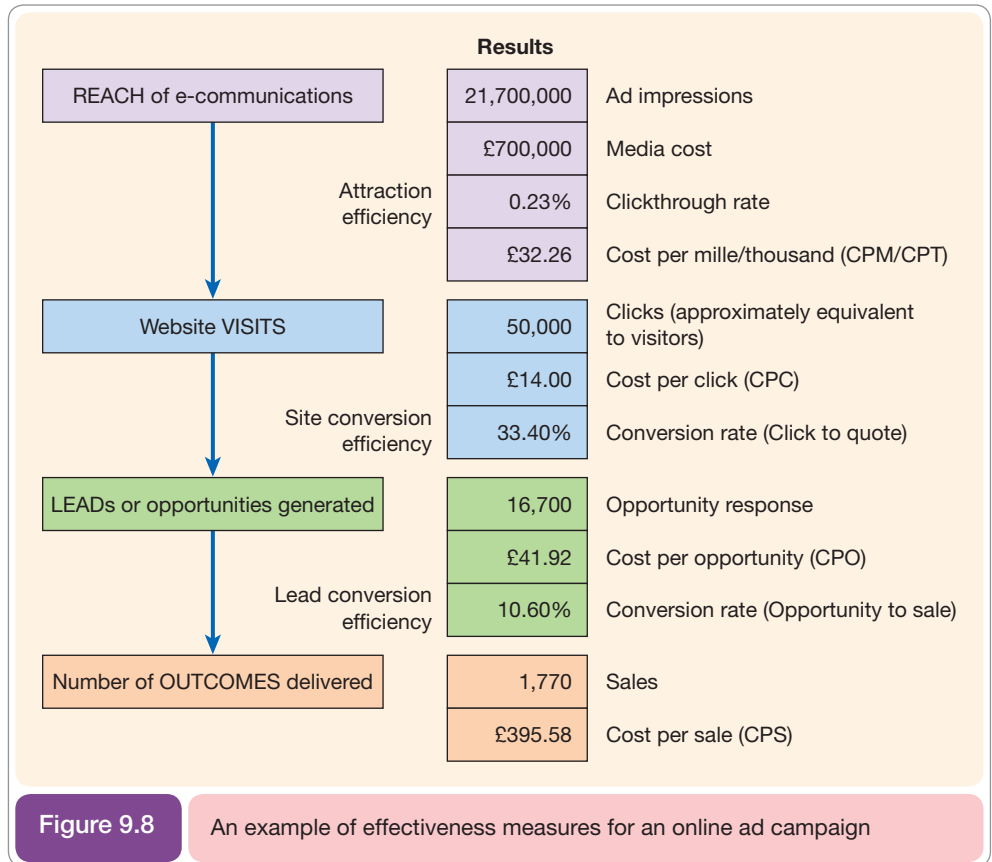 Results
REACH of e-communications
21,700,000 Ad impressions
£700,000 Media cost
Attraction
efficiency
0.23% Clickthrough rate
£32.26 Cost per mille/thousand (CPM/CPT)
Website VISITS
50,000 Clicks (approximately equivalent
to visitors)
£14.00 Cost per click (CPC)
Site conversion
efficiency
33.40% Conversion rate (Click to quote)
LEADs or opportunities generated
16,700 Opportunity response
£41.92 Cost per opportunity (CPO)
Lead conversion
efficiency
10.60% Conversion rate (Opportunity to sale)
Number of OUTCOMES delivered
1,770 Sales
£395.58 Cost per sale (CPS)
Figure 9.8 An example of effectiveness measures for an online ad campaign